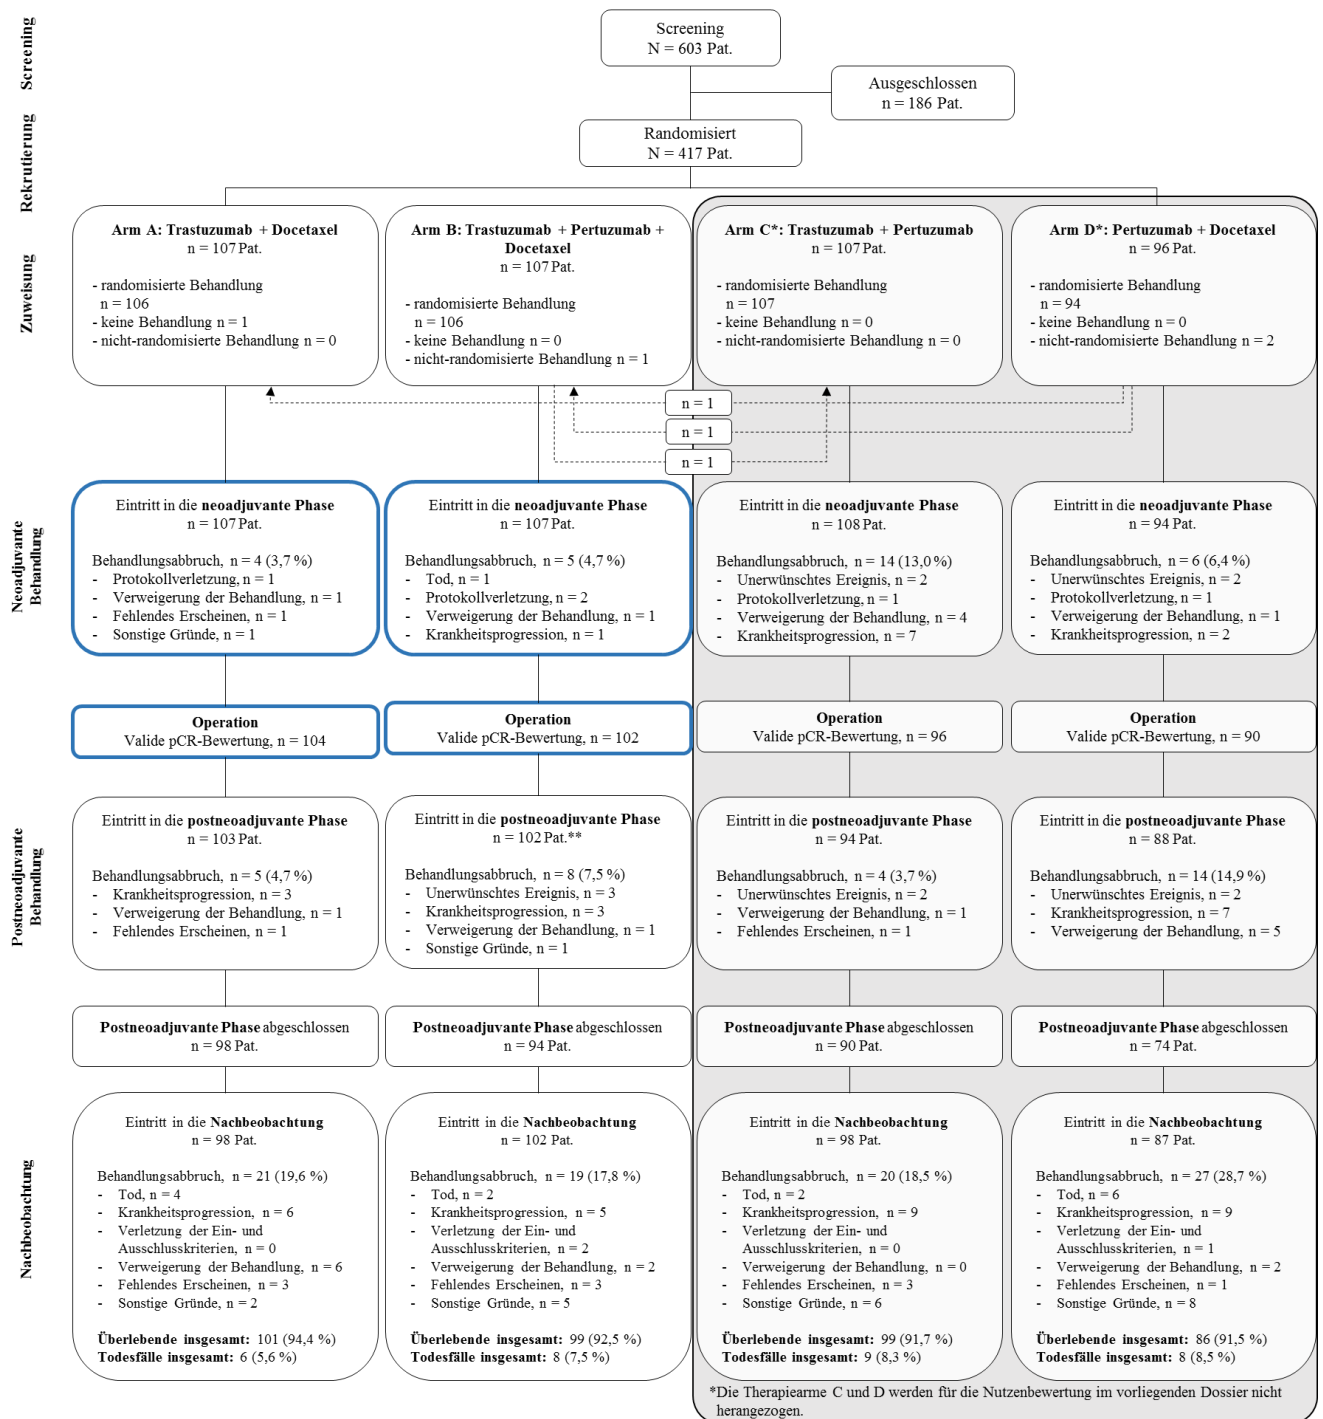 Screening
Screening
N = 603 Pat.
Ausgeschlossen
n = 186 Pat.
Rekrutierung
Randomisiert
N = 417 Pat.
Zuweisung
Arm A: Trastuzumab + Docetaxel
n = 107 Pat.
- randomisierte Behandlung
n = 106
- keine Behandlung n = 1
- nicht-randomisierte Behandlung n = 0
Arm B: Trastuzumab + Pertuzumab +
Docetaxel
n = 107 Pat.
- randomisierte Behandlung
n = 106
- keine Behandlung n = 0
- nicht-randomisierte Behandlung n = 1
Arm C*: Trastuzumab + Pertuzumab
n = 107 Pat.
- randomisierte Behandlung
n = 107
- keine Behandlung n = 0
- nicht-randomisierte Behandlung n = 0
Arm D*: Pertuzumab + Docetaxel
n = 96 Pat.
- randomisierte Behandlung
n = 94
- keine Behandlung n = 0
- nicht-randomisierte Behandlung n = 2
n = 1
n = 1
n = 1
Neoadjuvante
Behandlung
Eintritt in die neoadjuvante Phase
n = 107 Pat.
Behandlungsabbruch, n = 4 (3,7 %)
- Protokollverletzung, n = 1
- Verweigerung der Behandlung, n = 1
- Fehlendes Erscheinen, n = 1
- Sonstige Gründe, n = 1
Eintritt in die neoadjuvante Phase
n = 107 Pat.
Behandlungsabbruch, n = 5 (4,7 %)
- Tod, n = 1
- Protokollverletzung, n = 2
- Verweigerung der Behandlung, n = 1
- Krankheitsprogression, n = 1
Eintritt in die neoadjuvante Phase
n = 108 Pat.
Behandlungsabbruch, n = 14 (13,0 %)
- Unerwünschtes Ereignis, n = 2
- Protokollverletzung, n = 1
- Verweigerung der Behandlung, n = 4
- Krankheitsprogression, n = 7
Eintritt in die neoadjuvante Phase
n = 94 Pat.
Behandlungsabbruch, n = 6 (6,4 %)
- Unerwünschtes Ereignis, n = 2
- Protokollverletzung, n = 1
- Verweigerung der Behandlung, n = 1
- Krankheitsprogression, n = 2
Operation
Valide pCR-Bewertung, n = 104
Operation
Valide pCR-Bewertung, n = 102
Operation
Valide pCR-Bewertung, n = 96
Operation
Valide pCR-Bewertung, n = 90
Postneoadjuvante
Behandlung
Eintritt in die postneoadjuvante Phase
n = 103 Pat.
Behandlungsabbruch, n = 5 (4,7 %)
- Krankheitsprogression, n = 3
- Verweigerung der Behandlung, n = 1
- Fehlendes Erscheinen, n = 1
Eintritt in die postneoadjuvante Phase
n = 102 Pat.**
Behandlungsabbruch, n = 8 (7,5 %)
- Unerwünschtes Ereignis, n = 3
- Krankheitsprogression, n = 3
- Verweigerung der Behandlung, n = 1
- Sonstige Gründe, n = 1
Eintritt in die postneoadjuvante Phase
n = 94 Pat.
Behandlungsabbruch, n = 4 (3,7 %)
- Unerwünschtes Ereignis, n = 2
- Verweigerung der Behandlung, n = 1
- Fehlendes Erscheinen, n = 1
Eintritt in die postneoadjuvante Phase
n = 88 Pat.
Behandlungsabbruch, n = 14 (14,9 %)
- Unerwünschtes Ereignis, n = 2
- Krankheitsprogression, n = 7
- Verweigerung der Behandlung, n = 5
Postneoadjuvante Phase abgeschlossen
n = 98 Pat.
Postneoadjuvante Phase abgeschlossen
n = 94 Pat.
Postneoadjuvante Phase abgeschlossen
n = 90 Pat.
Postneoadjuvante Phase abgeschlossen
n = 74 Pat.
Nachbeobachtung
Eintritt in die Nachbeobachtung
n = 98 Pat.
Behandlungsabbruch, n = 21 (19,6 %)
- Tod, n = 4
- Krankheitsprogression, n = 6
- Verletzung der Ein- und
Ausschlusskriterien, n = 0
- Verweigerung der Behandlung, n = 6
- Fehlendes Erscheinen, n = 3
- Sonstige Gründe, n = 2
Überlebende insgesamt: 101 (94,4 %)
Todesfälle insgesamt: 6 (5,6 %)
Eintritt in die Nachbeobachtung
n = 102 Pat.
Behandlungsabbruch, n = 19 (17,8 %)
- Tod, n = 2
- Krankheitsprogression, n = 5
- Verletzung der Ein- und
Ausschlusskriterien, n = 2
- Verweigerung der Behandlung, n = 2
- Fehlendes Erscheinen, n = 3
- Sonstige Gründe, n = 5
Überlebende insgesamt: 99 (92,5 %)
Todesfälle insgesamt: 8 (7,5 %)
Eintritt in die Nachbeobachtung
n = 98 Pat.
Behandlungsabbruch, n = 20 (18,5 %)
- Tod, n = 2
- Krankheitsprogression, n = 9
- Verletzung der Ein- und
Ausschlusskriterien, n = 0
- Verweigerung der Behandlung, n = 0
- Fehlendes Erscheinen, n = 3
- Sonstige Gründe, n = 6
Überlebende insgesamt: 99 (91,7 %)
Todesfälle insgesamt: 9 (8,3 %)
Eintritt in die Nachbeobachtung
n = 87 Pat.
Behandlungsabbruch, n = 27 (28,7 %)
- Tod, n = 6
- Krankheitsprogression, n = 9
- Verletzung der Ein- und
Ausschlusskriterien, n = 1
- Verweigerung der Behandlung, n = 2
- Fehlendes Erscheinen, n = 1
- Sonstige Gründe, n = 8
Überlebende insgesamt: 86 (91,5 %)
Todesfälle insgesamt: 8 (8,5 %)
*Die Therapiearme C und D werden für die Nutzenbewertung im vorliegenden Dossier nicht
herangezogen.